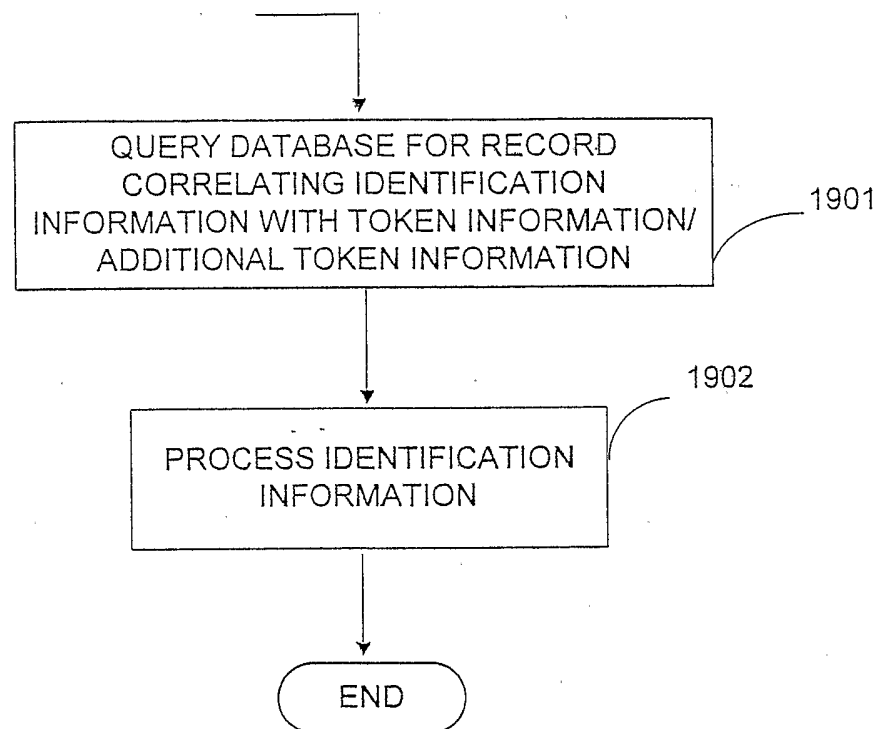 QUERY DATABASE FOR RECORD
CORRELATING IDENTIFICATION
INFORMATION WITH TOKEN INFORMATION/
ADDITIONAL TOKEN INFORMATION
1901
1902
PROCESS IDENTIFICATION
INFORMATION
END